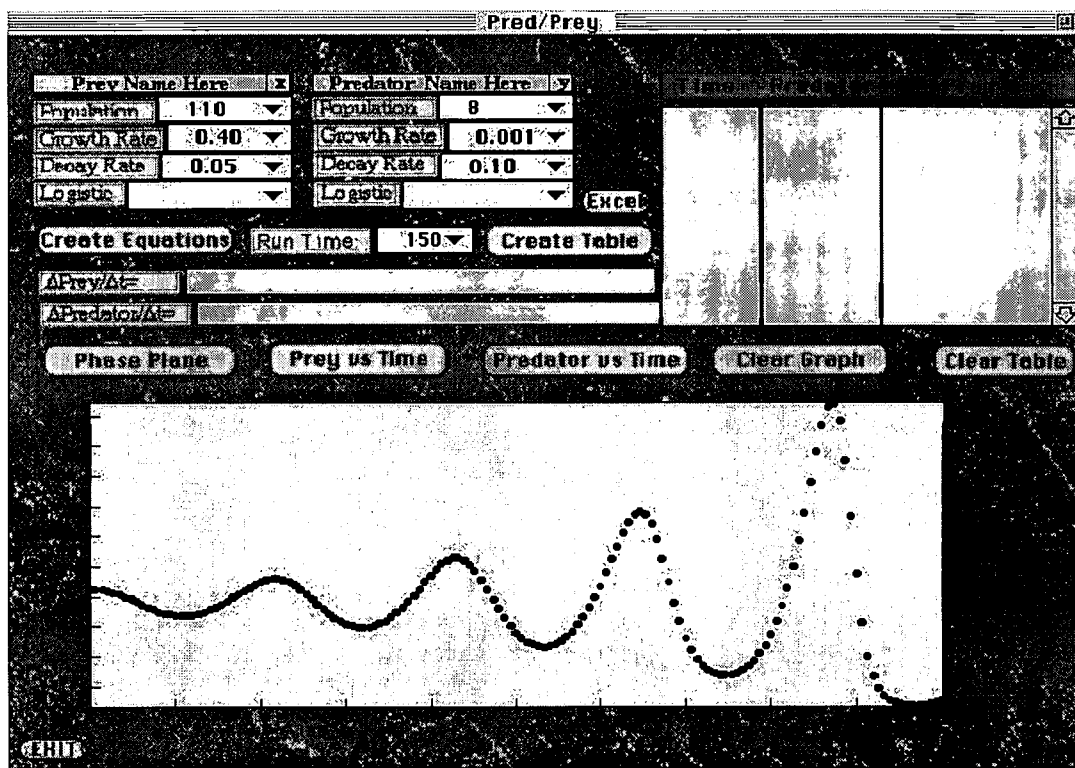 Pred/Prey
Prey Name Here x
Population 110
Growth Rate 0.40
Decay Rate 0.05
Logistic
Predator Name Here y
Population 8
Growth Rate 0.001
Decay Rate 0.10
Logistic
Excel
Create Equations Run Time: 150 Create Table
ΔPrey/Δt=
ΔPredator/Δt=
Phase Plane Prey vs Time Predator vs Time Clear Graph Clear Table
EXIT